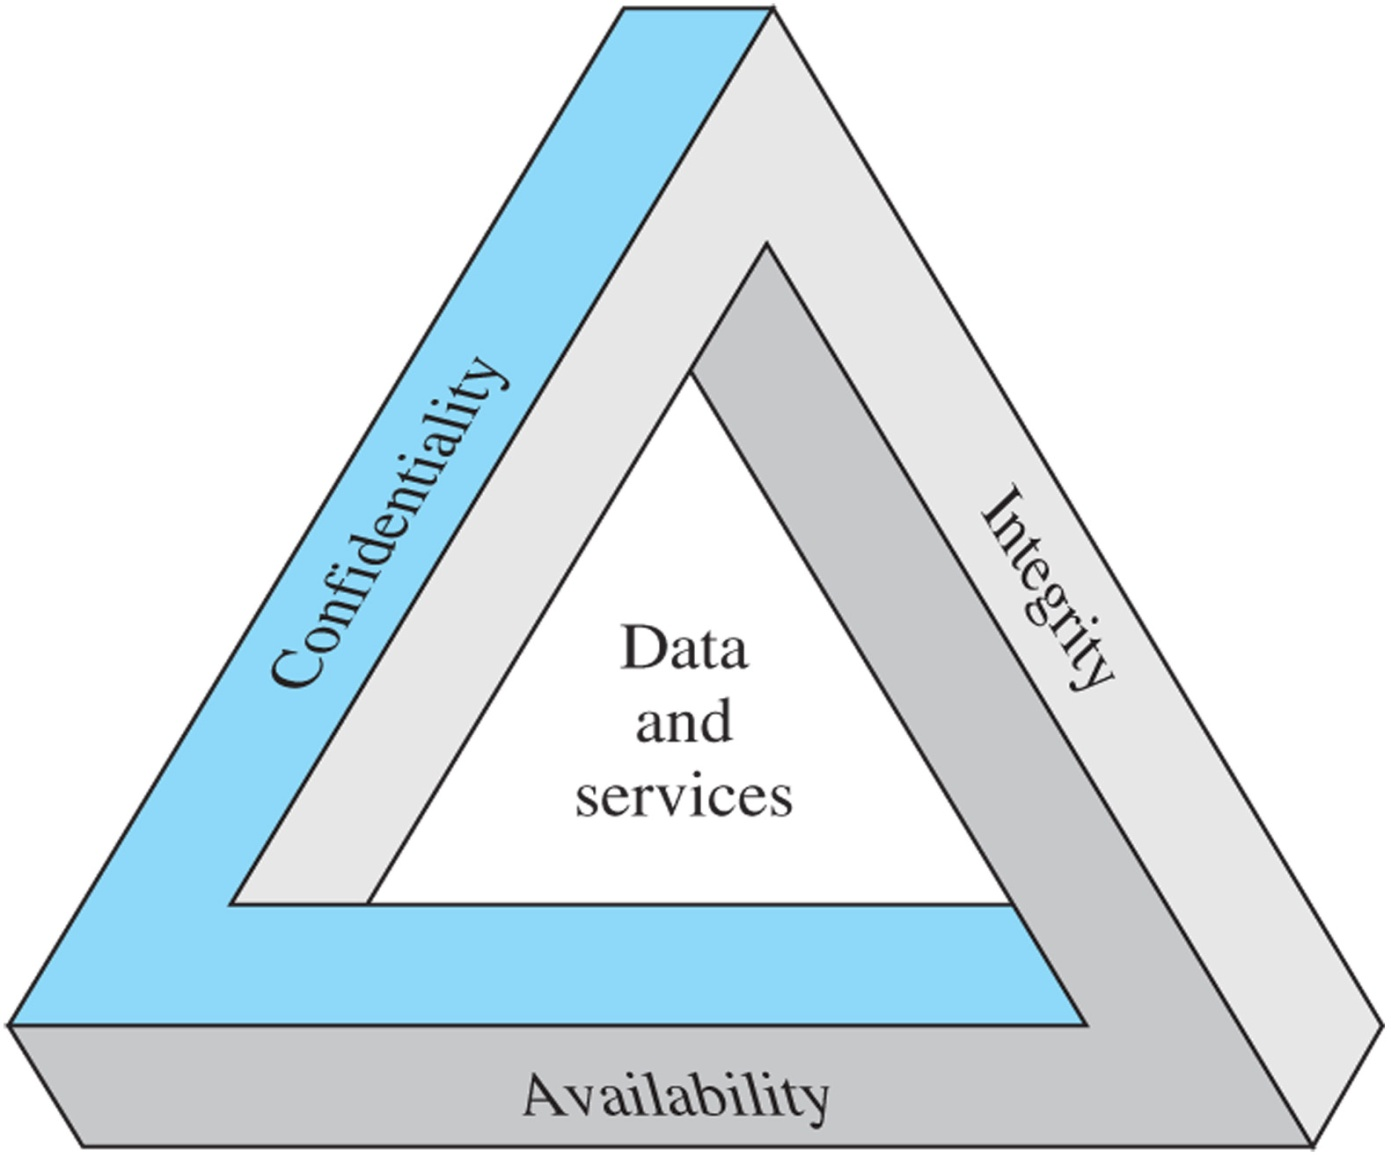 Confidentiality
Integrity
Data
and
services
Availability